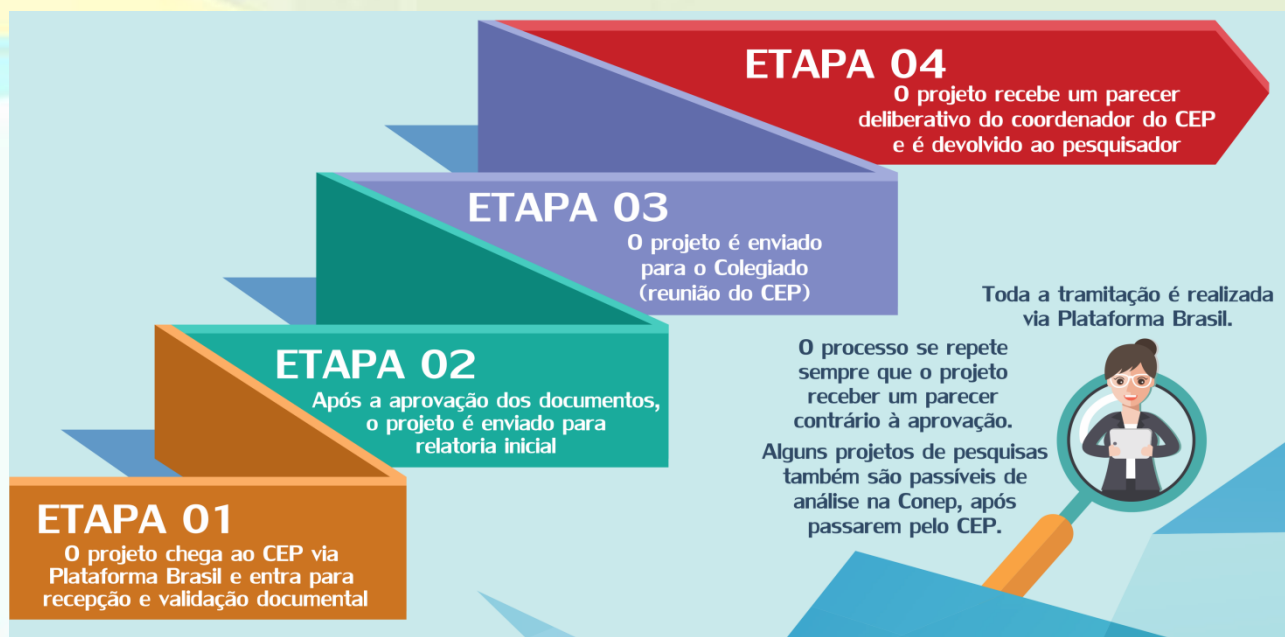 ETAPA 04
O projeto recebe um parecer
deliberativo do coordenador do CEP
e é devolvido ao pesquisador
ETAPA 03
O projeto é enviado
para o Colegiado
(reunião do CEP)
ETAPA 02
Após a aprovação dos documentos,
o projeto é enviado para
relatoria inicial
ETAPA 01
O projeto chega ao CEP via
Plataforma Brasil e entra para
recepção e validação documental
Toda a tramitação é realizada
via Plataforma Brasil.
O processo se repete
sempre que o projeto
receber um parecer
contrário à aprovação.
Alguns projetos de pesquisas
também são passíveis de
análise na Conep, após
passarem pelo CEP.